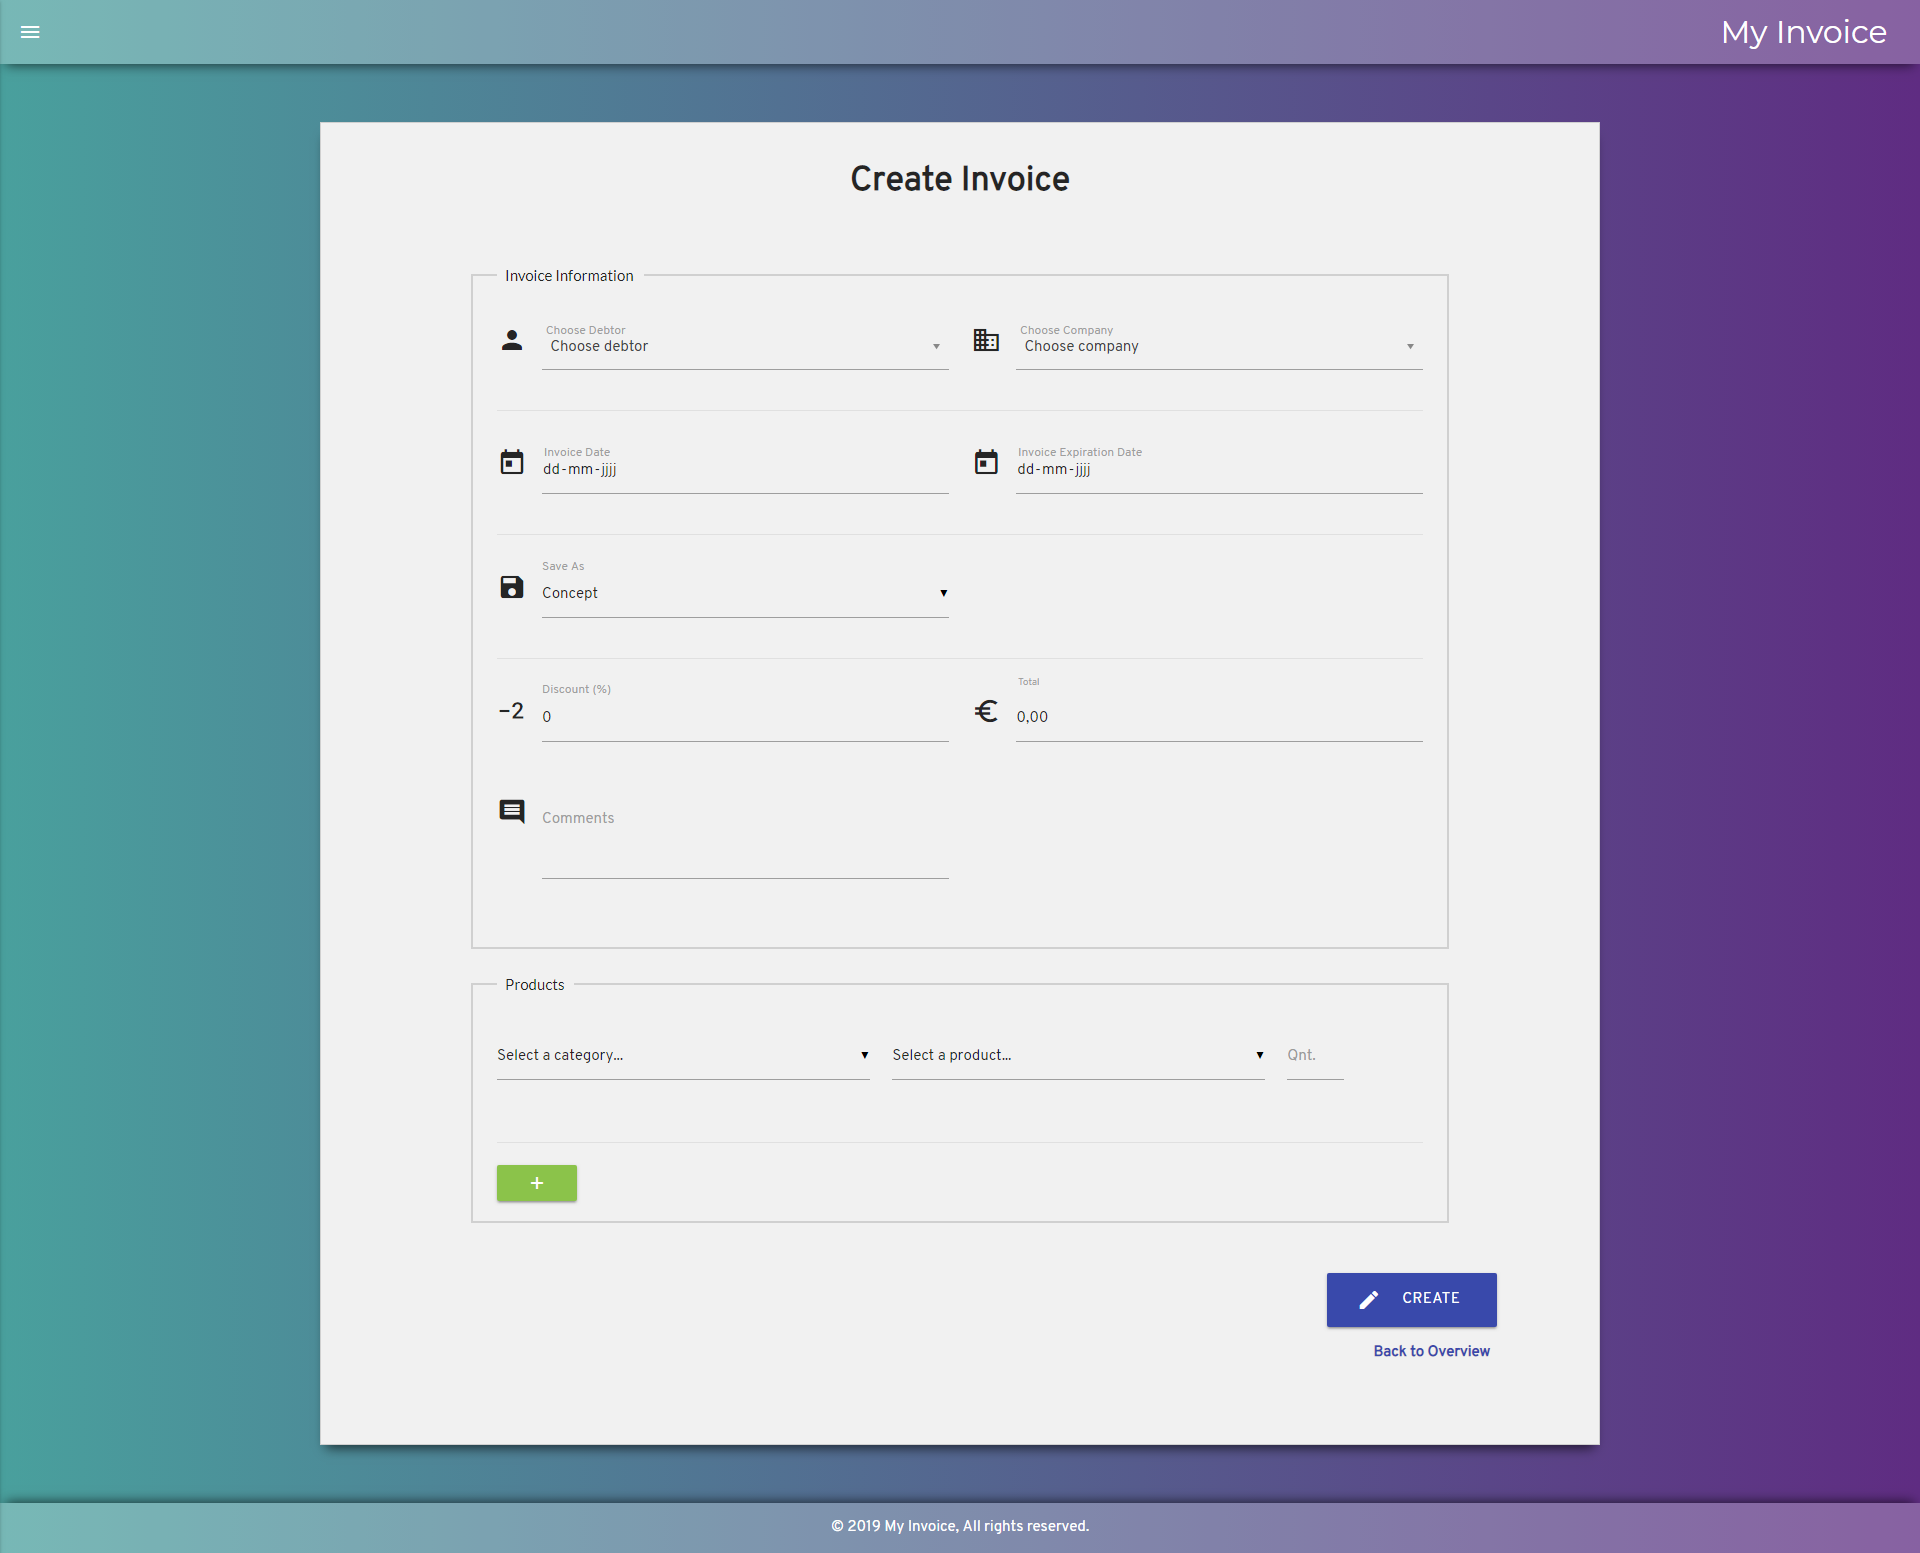 My Invoice
Create Invoice
Invoice Information
Choose Debtor
Choose debtor
Choose Company
Choose company
Invoice Date
dd-mm-jjjj
Invoice Expiration Date
dd-mm-jjjj
Save As
Concept
Discount (%)
-2
0
Total
€
0,00
Comments
Products
Select a category...
Select a product...
Qnt.
+
CREATE
Back to Overview
© 2019 My Invoice, All rights reserved.